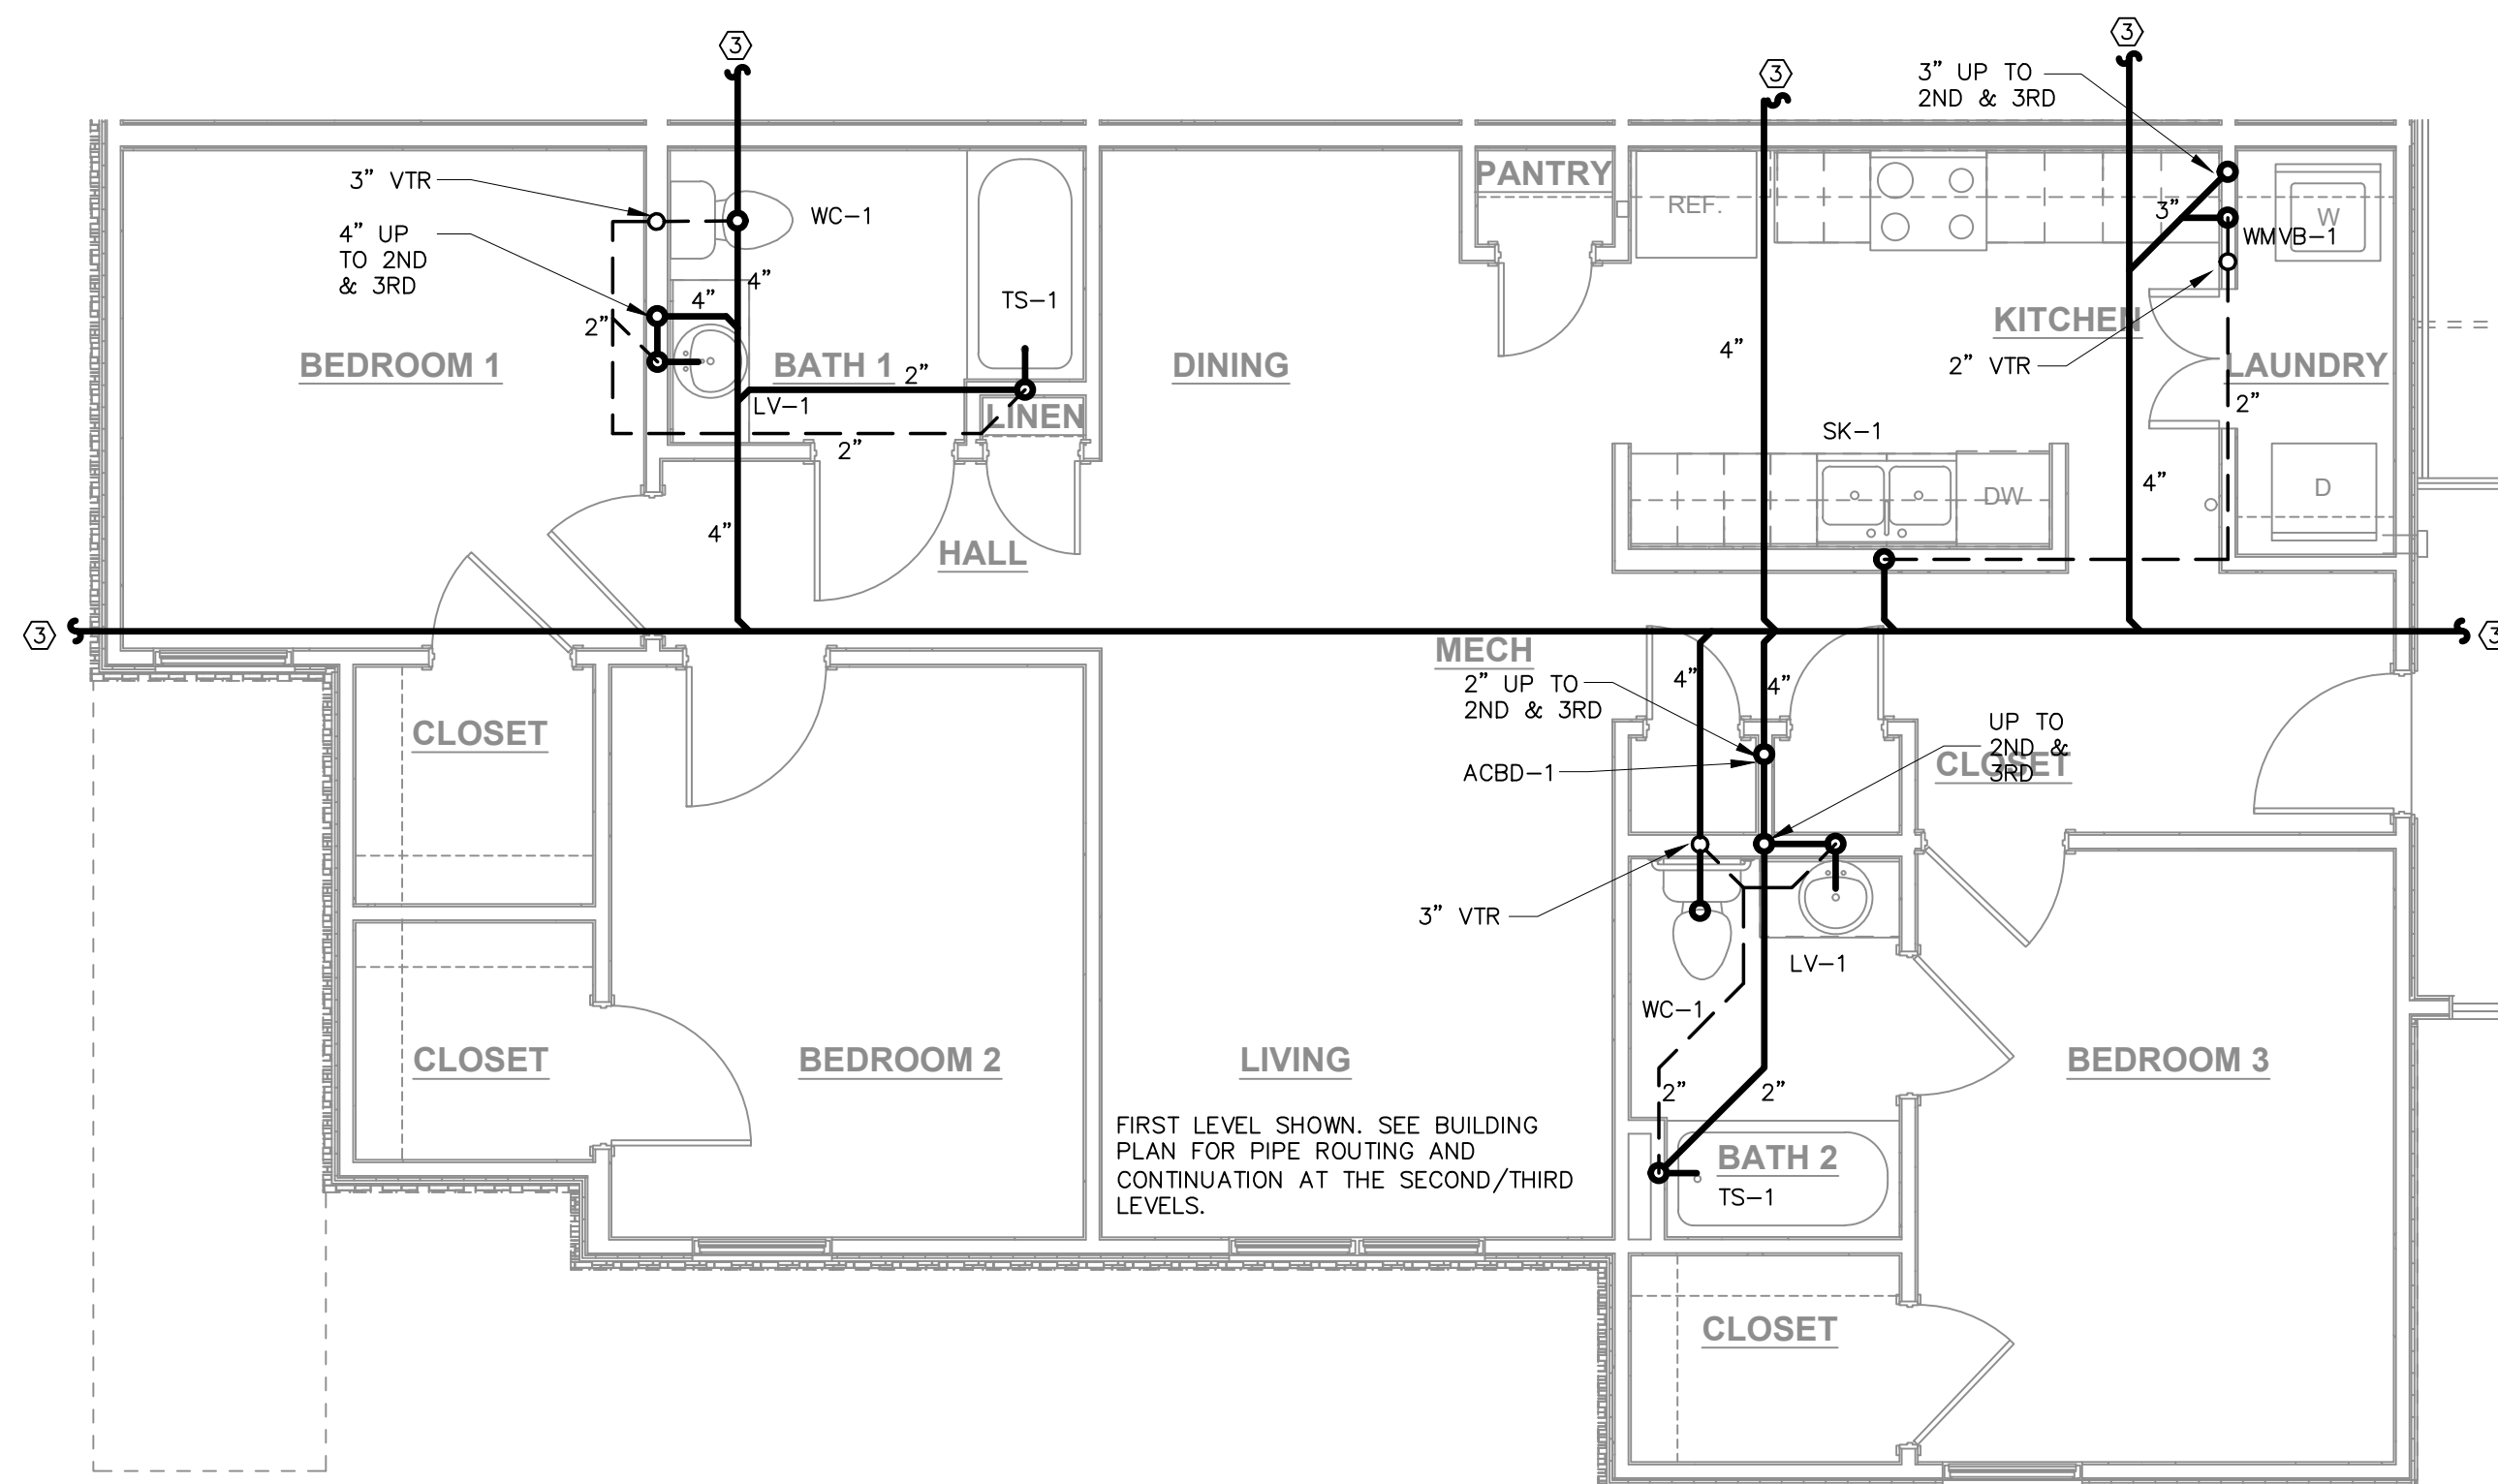 3
3
3
3" UP TO
2ND & 3RD
3" VTR
4" UP
TO 2ND
& 3RD
WC-1
PANTRY
REF.
3"
W
WMVB-1
4"
4"
2"
TS-1
KITCHEN
4"
2" VTR
BEDROOM 1
BATH 1
2"
DINING
LAUNDRY
LV-1
LINEN
2"
2"
SK-1
4"
DW
D
4"
HALL
3
3
MECH
4"
4"
2" UP TO
2ND & 3RD
CLOSET
UP TO
2ND &
3RD
CLOSET
ACBD-1
3" VTR
LV-1
WC-1
CLOSET
BEDROOM 2
LIVING
BEDROOM 3
2"
2"
FIRST LEVEL SHOWN. SEE BUILDING
PLAN FOR PIPE ROUTING AND
CONTINUATION AT THE SECOND/THIRD
LEVELS.
BATH 2
TS-1
CLOSET